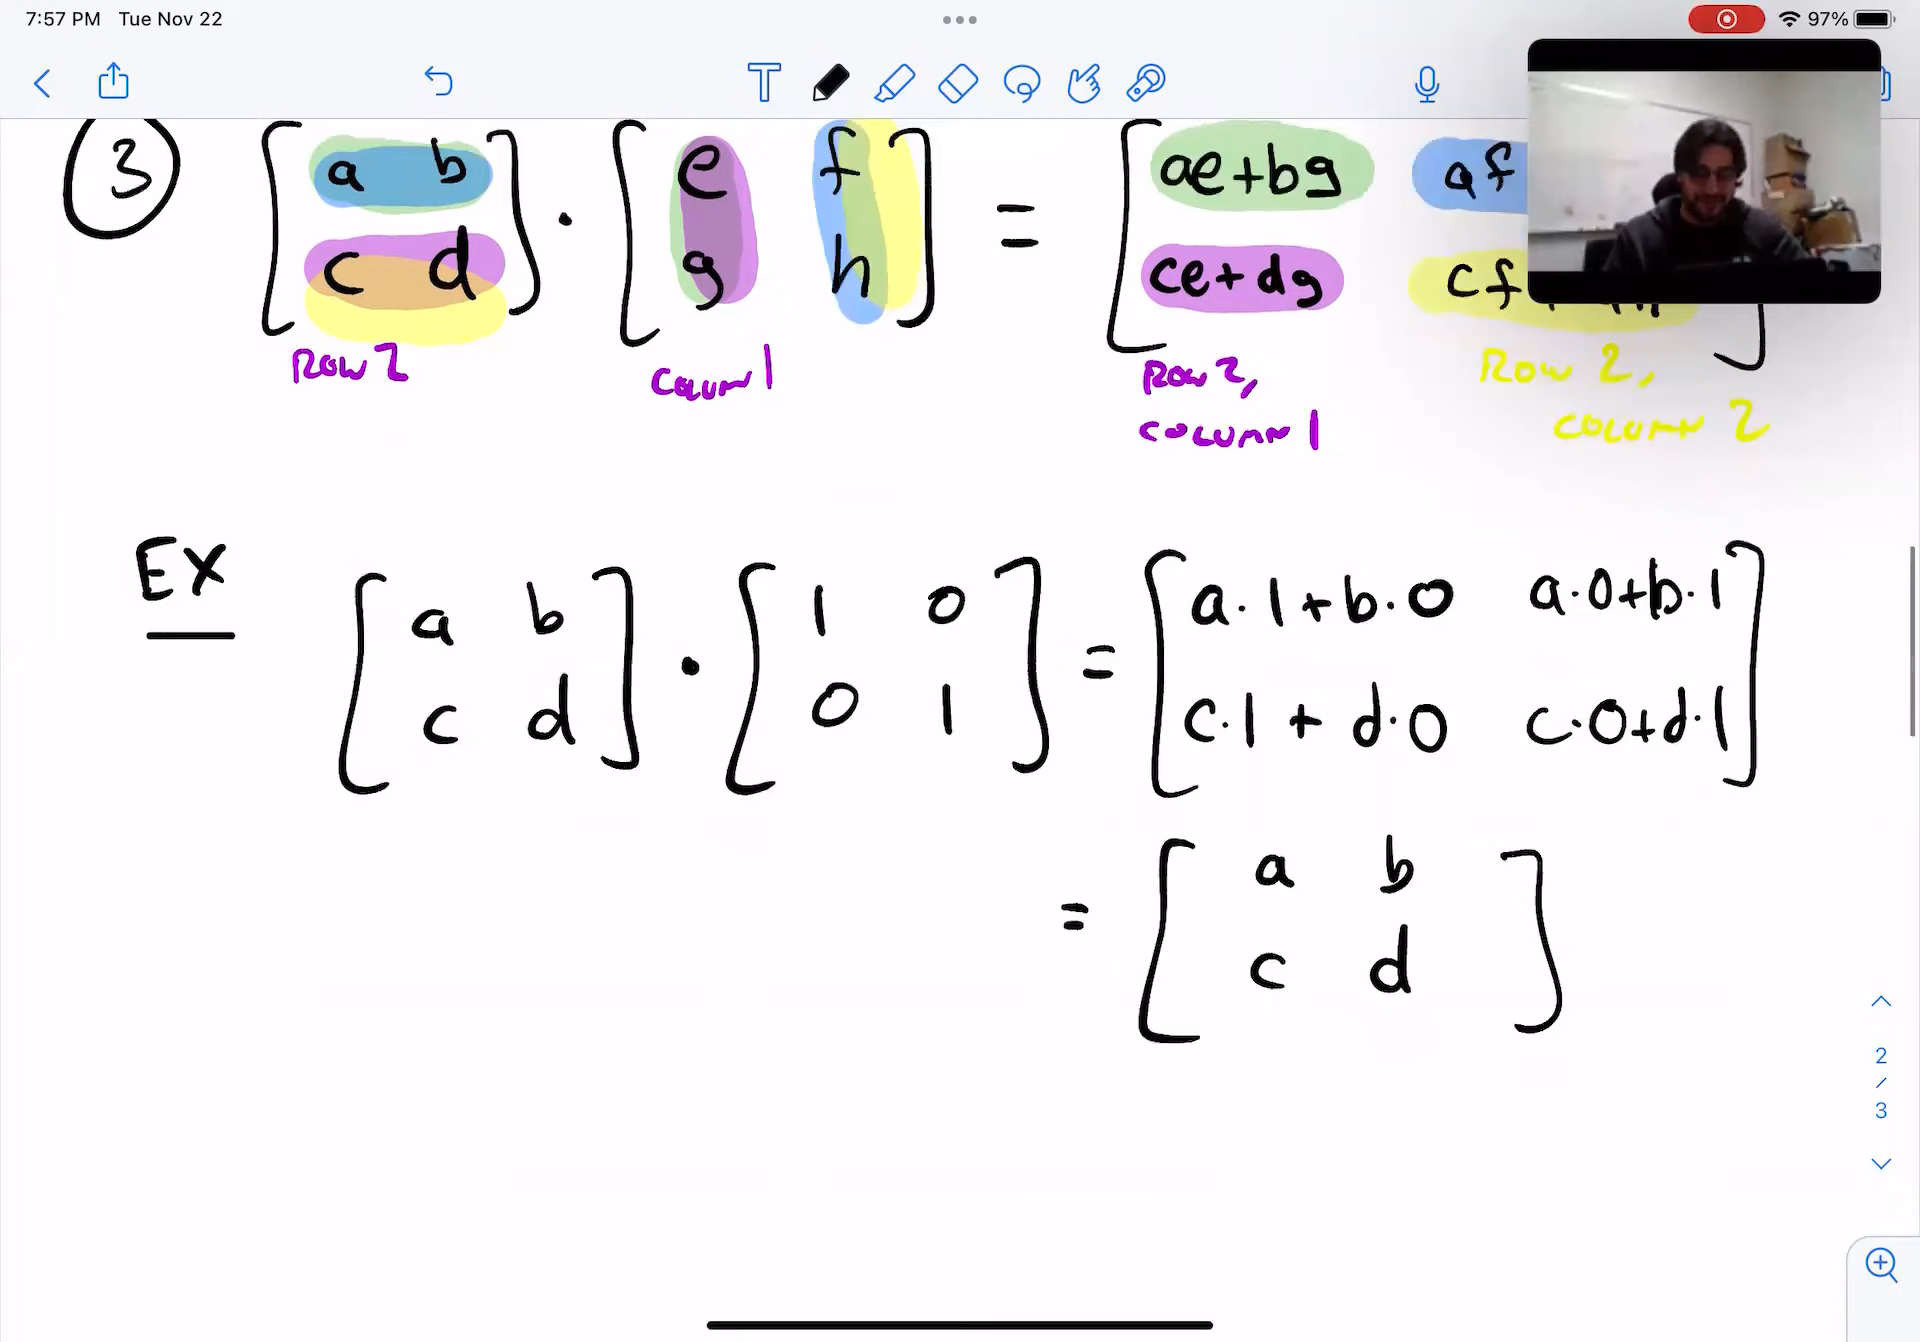 7:57 PM Tue Nov 22
97%
3
[a b] · [e f] = [ae+bg af
[c d] [g h] [ce+dg cf
Row 2 column 1 Row 2, Row 2,
column 1 column 2
EX
[a b] · [1 0] = [a·1+b·0 a·0+b·1]
[c d] [0 1] [c·1+d·0 c·0+d·1]
= [a b]
[c d]
2
/
3